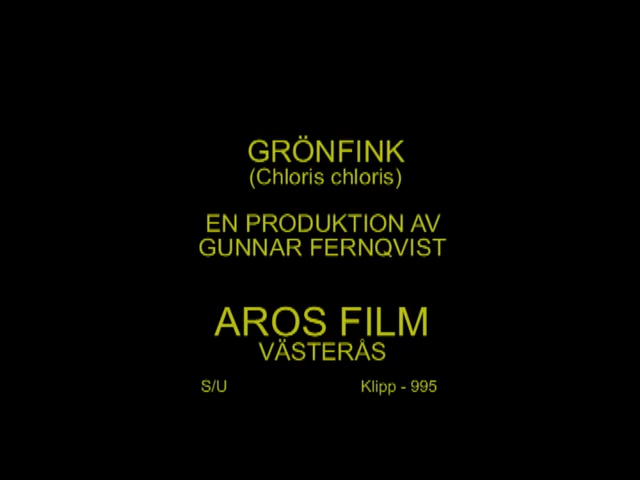 GRÖNFINK
(Chloris chloris)
EN PRODUKTION AV
GUNNAR FERNQVIST
AROS FILM
VÄSTERÅS
S/U Klipp - 995